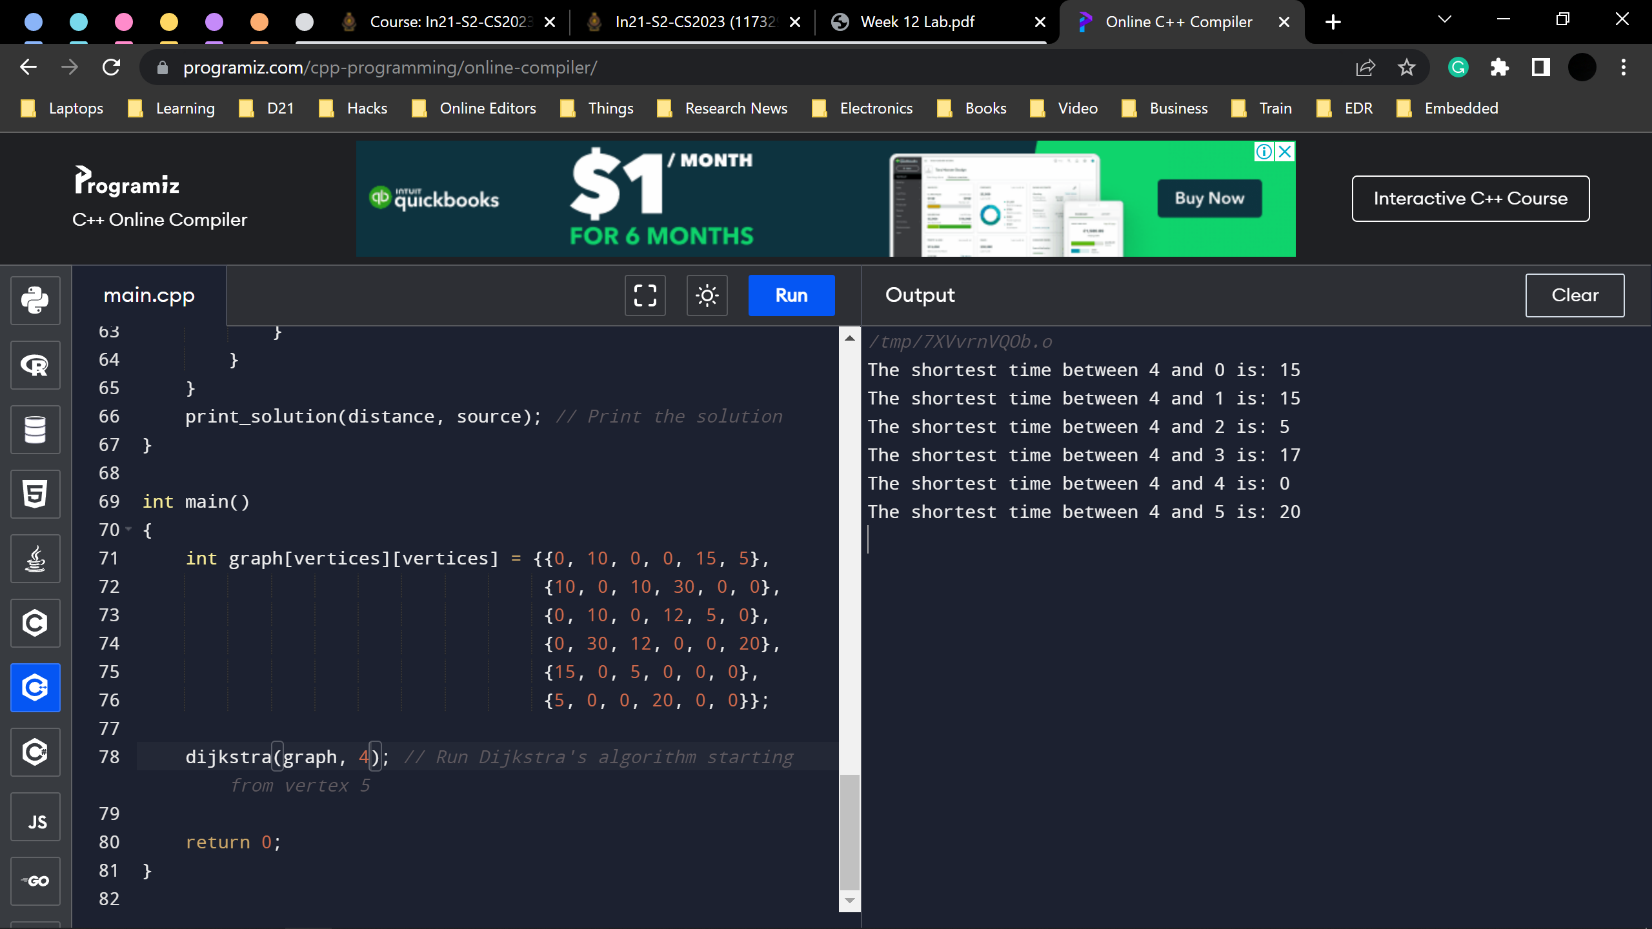 Course: In21-S2-CS2023
In21-S2-CS2023 (11732
Week 12 Lab.pdf
Online C++ Compiler
programiz.com/cpp-programming/online-compiler/
Laptops
Learning
D21
Hacks
Online Editors
Things
Research News
Electronics
Books
Video
Business
Train
EDR
Embedded
Programiz
C++ Online Compiler
INTUIT
quickbooks
$1 / MONTH
FOR 6 MONTHS
Buy Now
Interactive C++ Course
main.cpp
Run
Output
Clear
63 }
64 }
65 }
66 print_solution(distance, source); // Print the solution
67 }
68
69 int main()
70 {
71 int graph[vertices][vertices] = {{0, 10, 0, 0, 15, 5},
72 {10, 0, 10, 30, 0, 0},
73 {0, 10, 0, 12, 5, 0},
74 {0, 30, 12, 0, 0, 20},
75 {15, 0, 5, 0, 0, 0},
76 {5, 0, 0, 20, 0, 0}};
77
78 dijkstra(graph, 4); // Run Dijkstra's algorithm starting
from vertex 5
79
80 return 0;
81 }
82
/tmp/7XVvrnVQOb.o
The shortest time between 4 and 0 is: 15
The shortest time between 4 and 1 is: 15
The shortest time between 4 and 2 is: 5
The shortest time between 4 and 3 is: 17
The shortest time between 4 and 4 is: 0
The shortest time between 4 and 5 is: 20
JS
GO